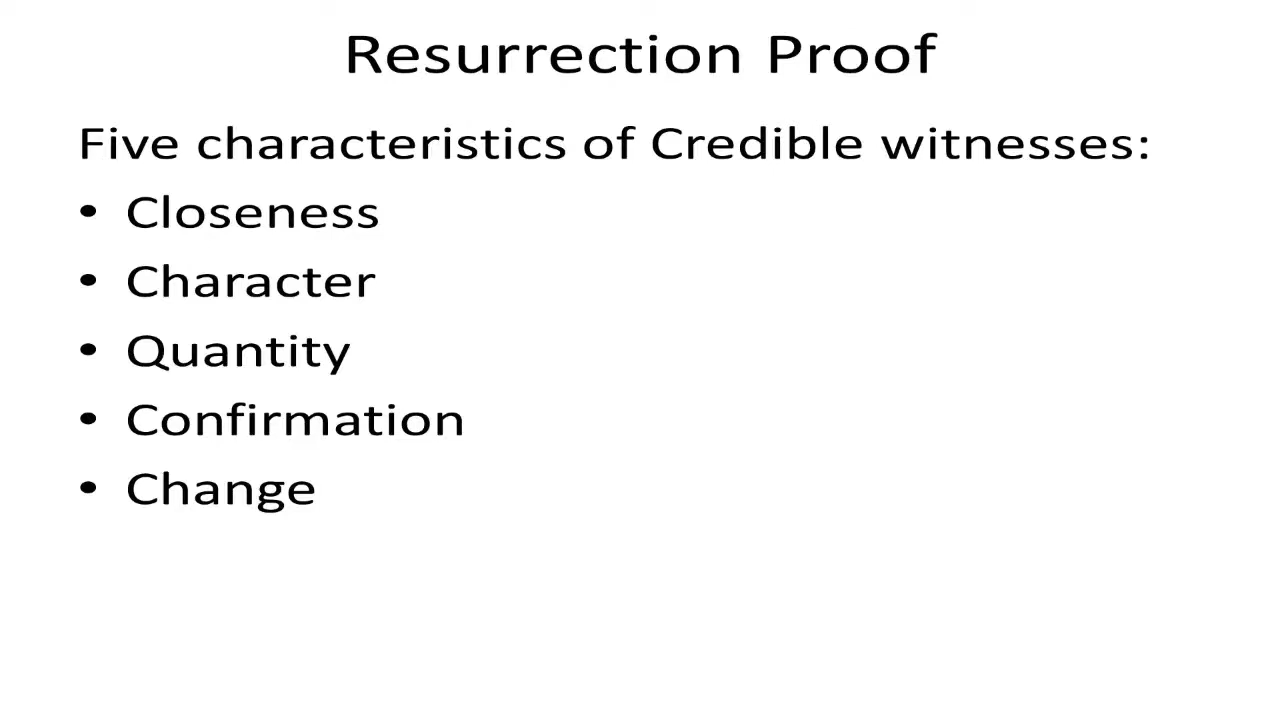 Resurrection Proof
Five characteristics of Credible witnesses:
• Closeness
• Character
• Quantity
• Confirmation
• Change